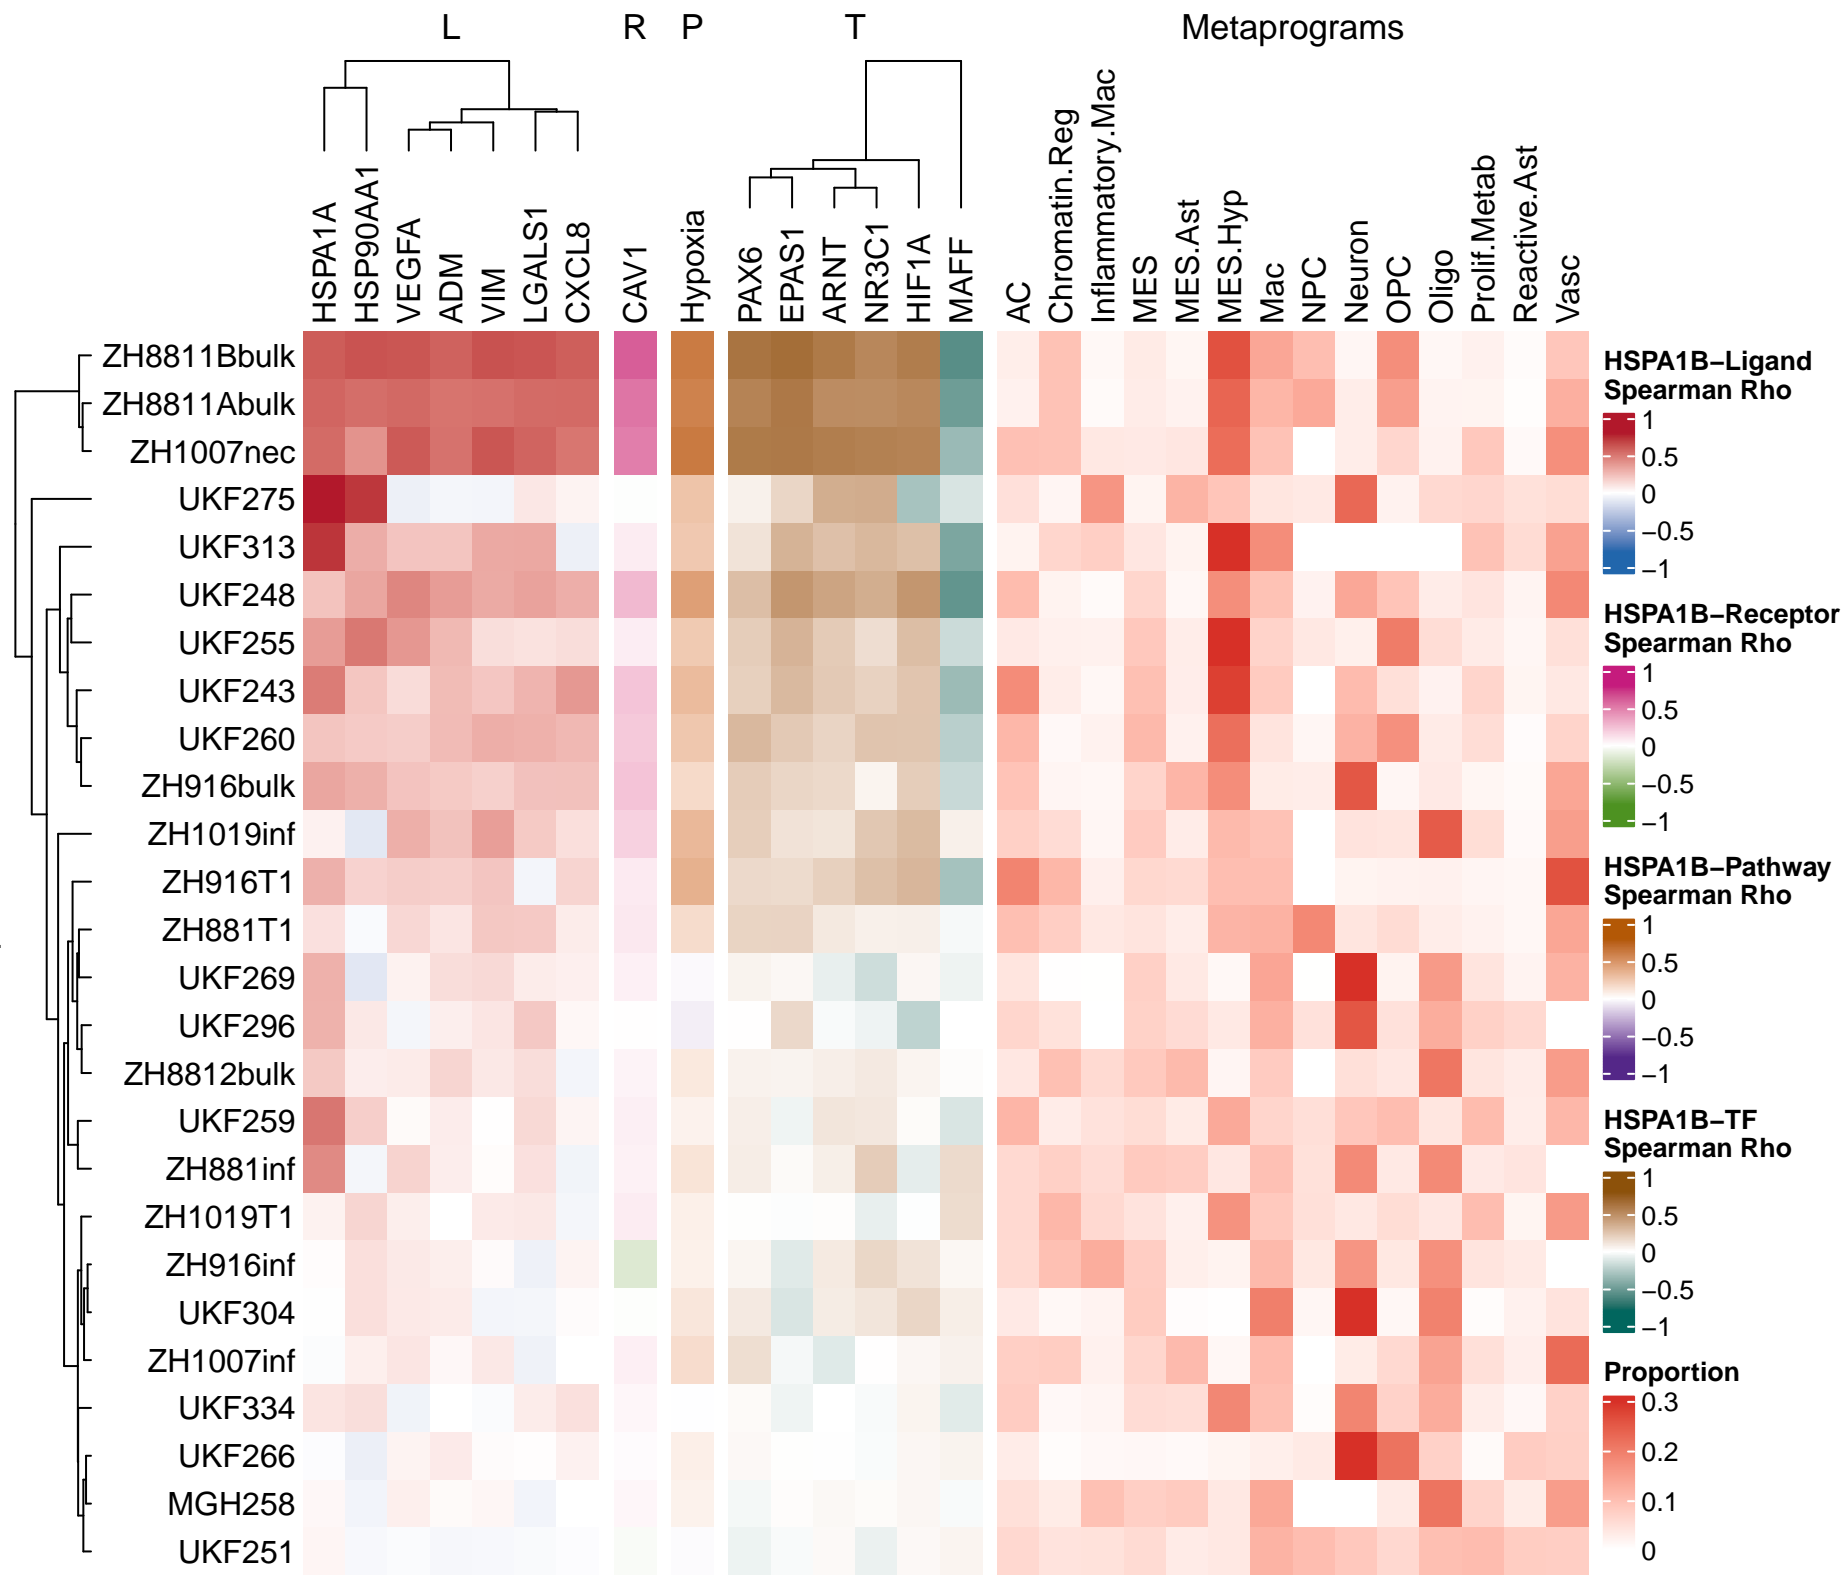 L R P T Metaprograms
HSPA1A
HSP90AA1
VEGFA
ADM
VIM
LGALS1
CXCL8
CAV1
Hypoxia
PAX6
EPAS1
ARNT
NR3C1
HIF1A
MAFF
AC
Chromatin.Reg
Inflammatory.Mac
MES
MES.Ast
MES.Hyp
Mac
NPC
Neuron
OPC
Oligo
Prolif.Metab
Reactive.Ast
Vasc
ZH8811Bbulk
ZH8811Abulk
ZH1007nec
UKF275
UKF313
UKF248
UKF255
UKF243
UKF260
ZH916bulk
ZH1019inf
ZH916T1
ZH881T1
UKF269
UKF296
ZH8812bulk
UKF259
ZH881inf
ZH1019T1
ZH916inf
UKF304
ZH1007inf
UKF334
UKF266
MGH258
UKF251
HSPA1B−Ligand
Spearman Rho
1
0.5
0
−0.5
−1
HSPA1B−Receptor
Spearman Rho
1
0.5
0
−0.5
−1
HSPA1B−Pathway
Spearman Rho
1
0.5
0
−0.5
−1
HSPA1B−TF
Spearman Rho
1
0.5
0
−0.5
−1
Proportion
0.3
0.2
0.1
0